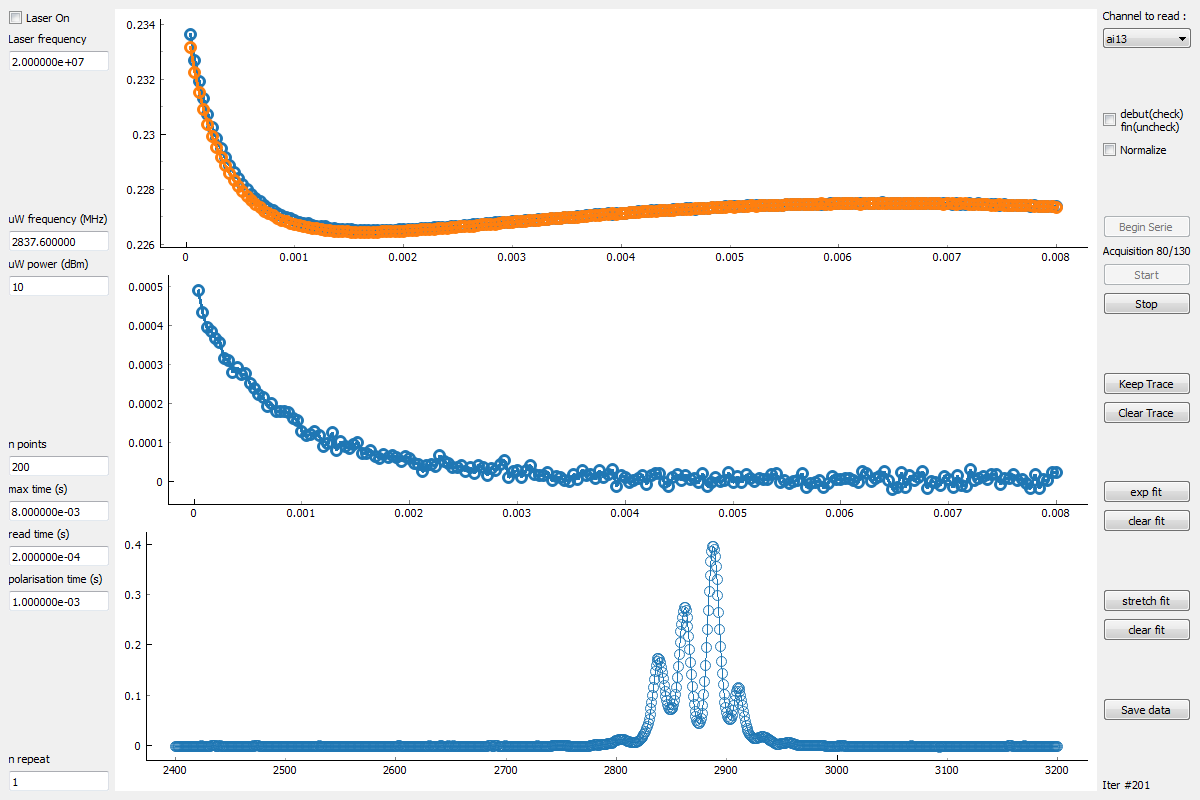 Laser On
Laser frequency
2.000000e+07
uW frequency (MHz)
2837.600000
uW power (dBm)
10
n points
200
max time (s)
8.000000e-03
read time (s)
2.000000e-04
polarisation time (s)
1.000000e-03
n repeat
1
0.234
0.232
0.23
0.228
0.226
0 0.001 0.002 0.003 0.004 0.005 0.006 0.007 0.008
0.0005
0.0004
0.0003
0.0002
0.0001
0
0 0.001 0.002 0.003 0.004 0.005 0.006 0.007 0.008
0.4
0.3
0.2
0.1
0
2400 2500 2600 2700 2800 2900 3000 3100 3200
Channel to read :
ai13
debut(check)
fin(uncheck)
Normalize
Begin Serie
Acquisition 80/130
Start
Stop
Keep Trace
Clear Trace
exp fit
clear fit
stretch fit
clear fit
Save data
Iter #201